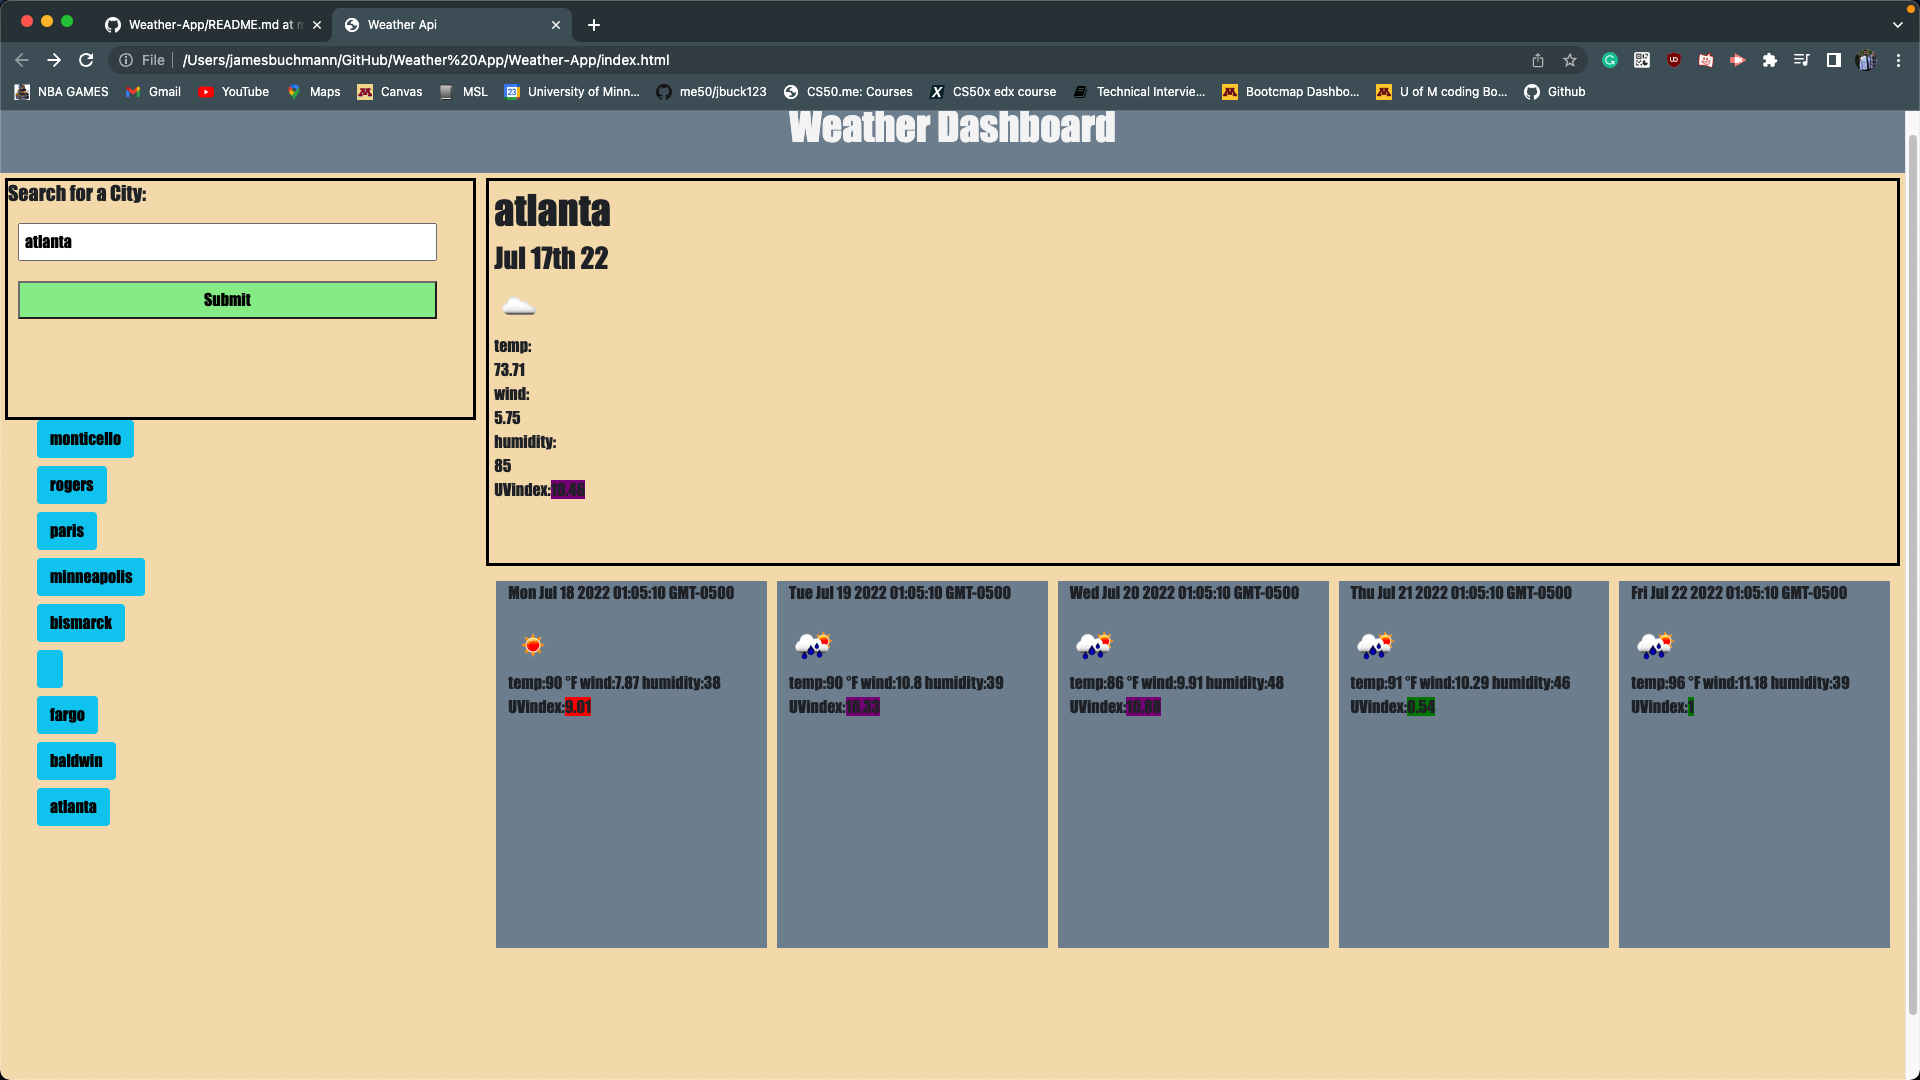 Weather-App/README.md at m
Weather Api
File
/Users/jamesbuchmann/GitHub/Weather%20App/Weather-App/index.html
NBA GAMES
Gmail
YouTube
Maps
Canvas
MSL
23
University of Minn...
me50/jbuck123
CS50.me: Courses
X
CS50x edx course
Technical Intervie...
Bootcmap Dashbo...
U of M coding Bo...
Github
Weather Dashboard
Search for a City:
atlanta
Submit
monticello
rogers
paris
minneapolis
bismarck
fargo
baldwin
atlanta
atlanta
Jul 17th 22
temp:
73.71
wind:
5.75
humidity:
85
UVindex:10.46
Mon Jul 18 2022 01:05:10 GMT-0500
temp:90 °F wind:7.87 humidity:38
UVindex:9.01
Tue Jul 19 2022 01:05:10 GMT-0500
temp:90 °F wind:10.8 humidity:39
UVindex:10.33
Wed Jul 20 2022 01:05:10 GMT-0500
temp:86 °F wind:9.91 humidity:48
UVindex:
Thu Jul 21 2022 01:05:10 GMT-0500
temp:91 °F wind:10.29 humidity:46
UVindex:0.54
Fri Jul 22 2022 01:05:10 GMT-0500
temp:96 °F wind:11.18 humidity:39
UVindex:1